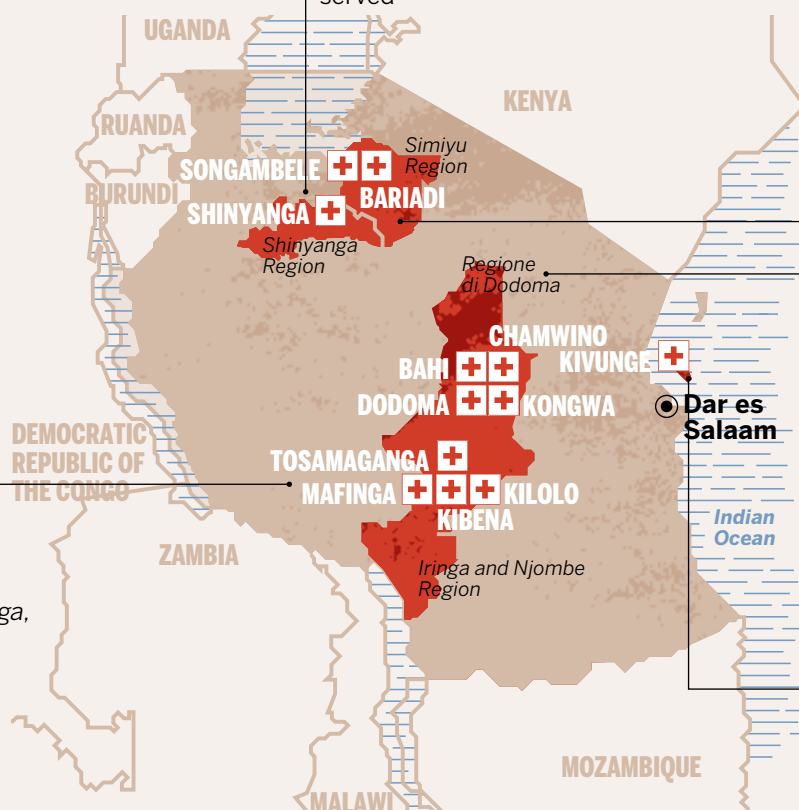 served
UGANDA
KENYA
RUANDA
Simiyu
Region
SONGAMBELE
BURUNDI
BARIADI
SHINYANGA
Shinyanga
Region
Regione
di Dodoma
CHAMWINO
KIVUNGE
BAHI
DODOMA
KONGWA
Dar es
Salaam
DEMOCRATIC
REPUBLIC OF
THE CONGO
TOSAMAGANGA
MAFINGA
KILOLO
KIBENA
Indian
Ocean
ZAMBIA
Iringa and Njombe
Region
ga,
MOZAMBIQUE
MALAWI